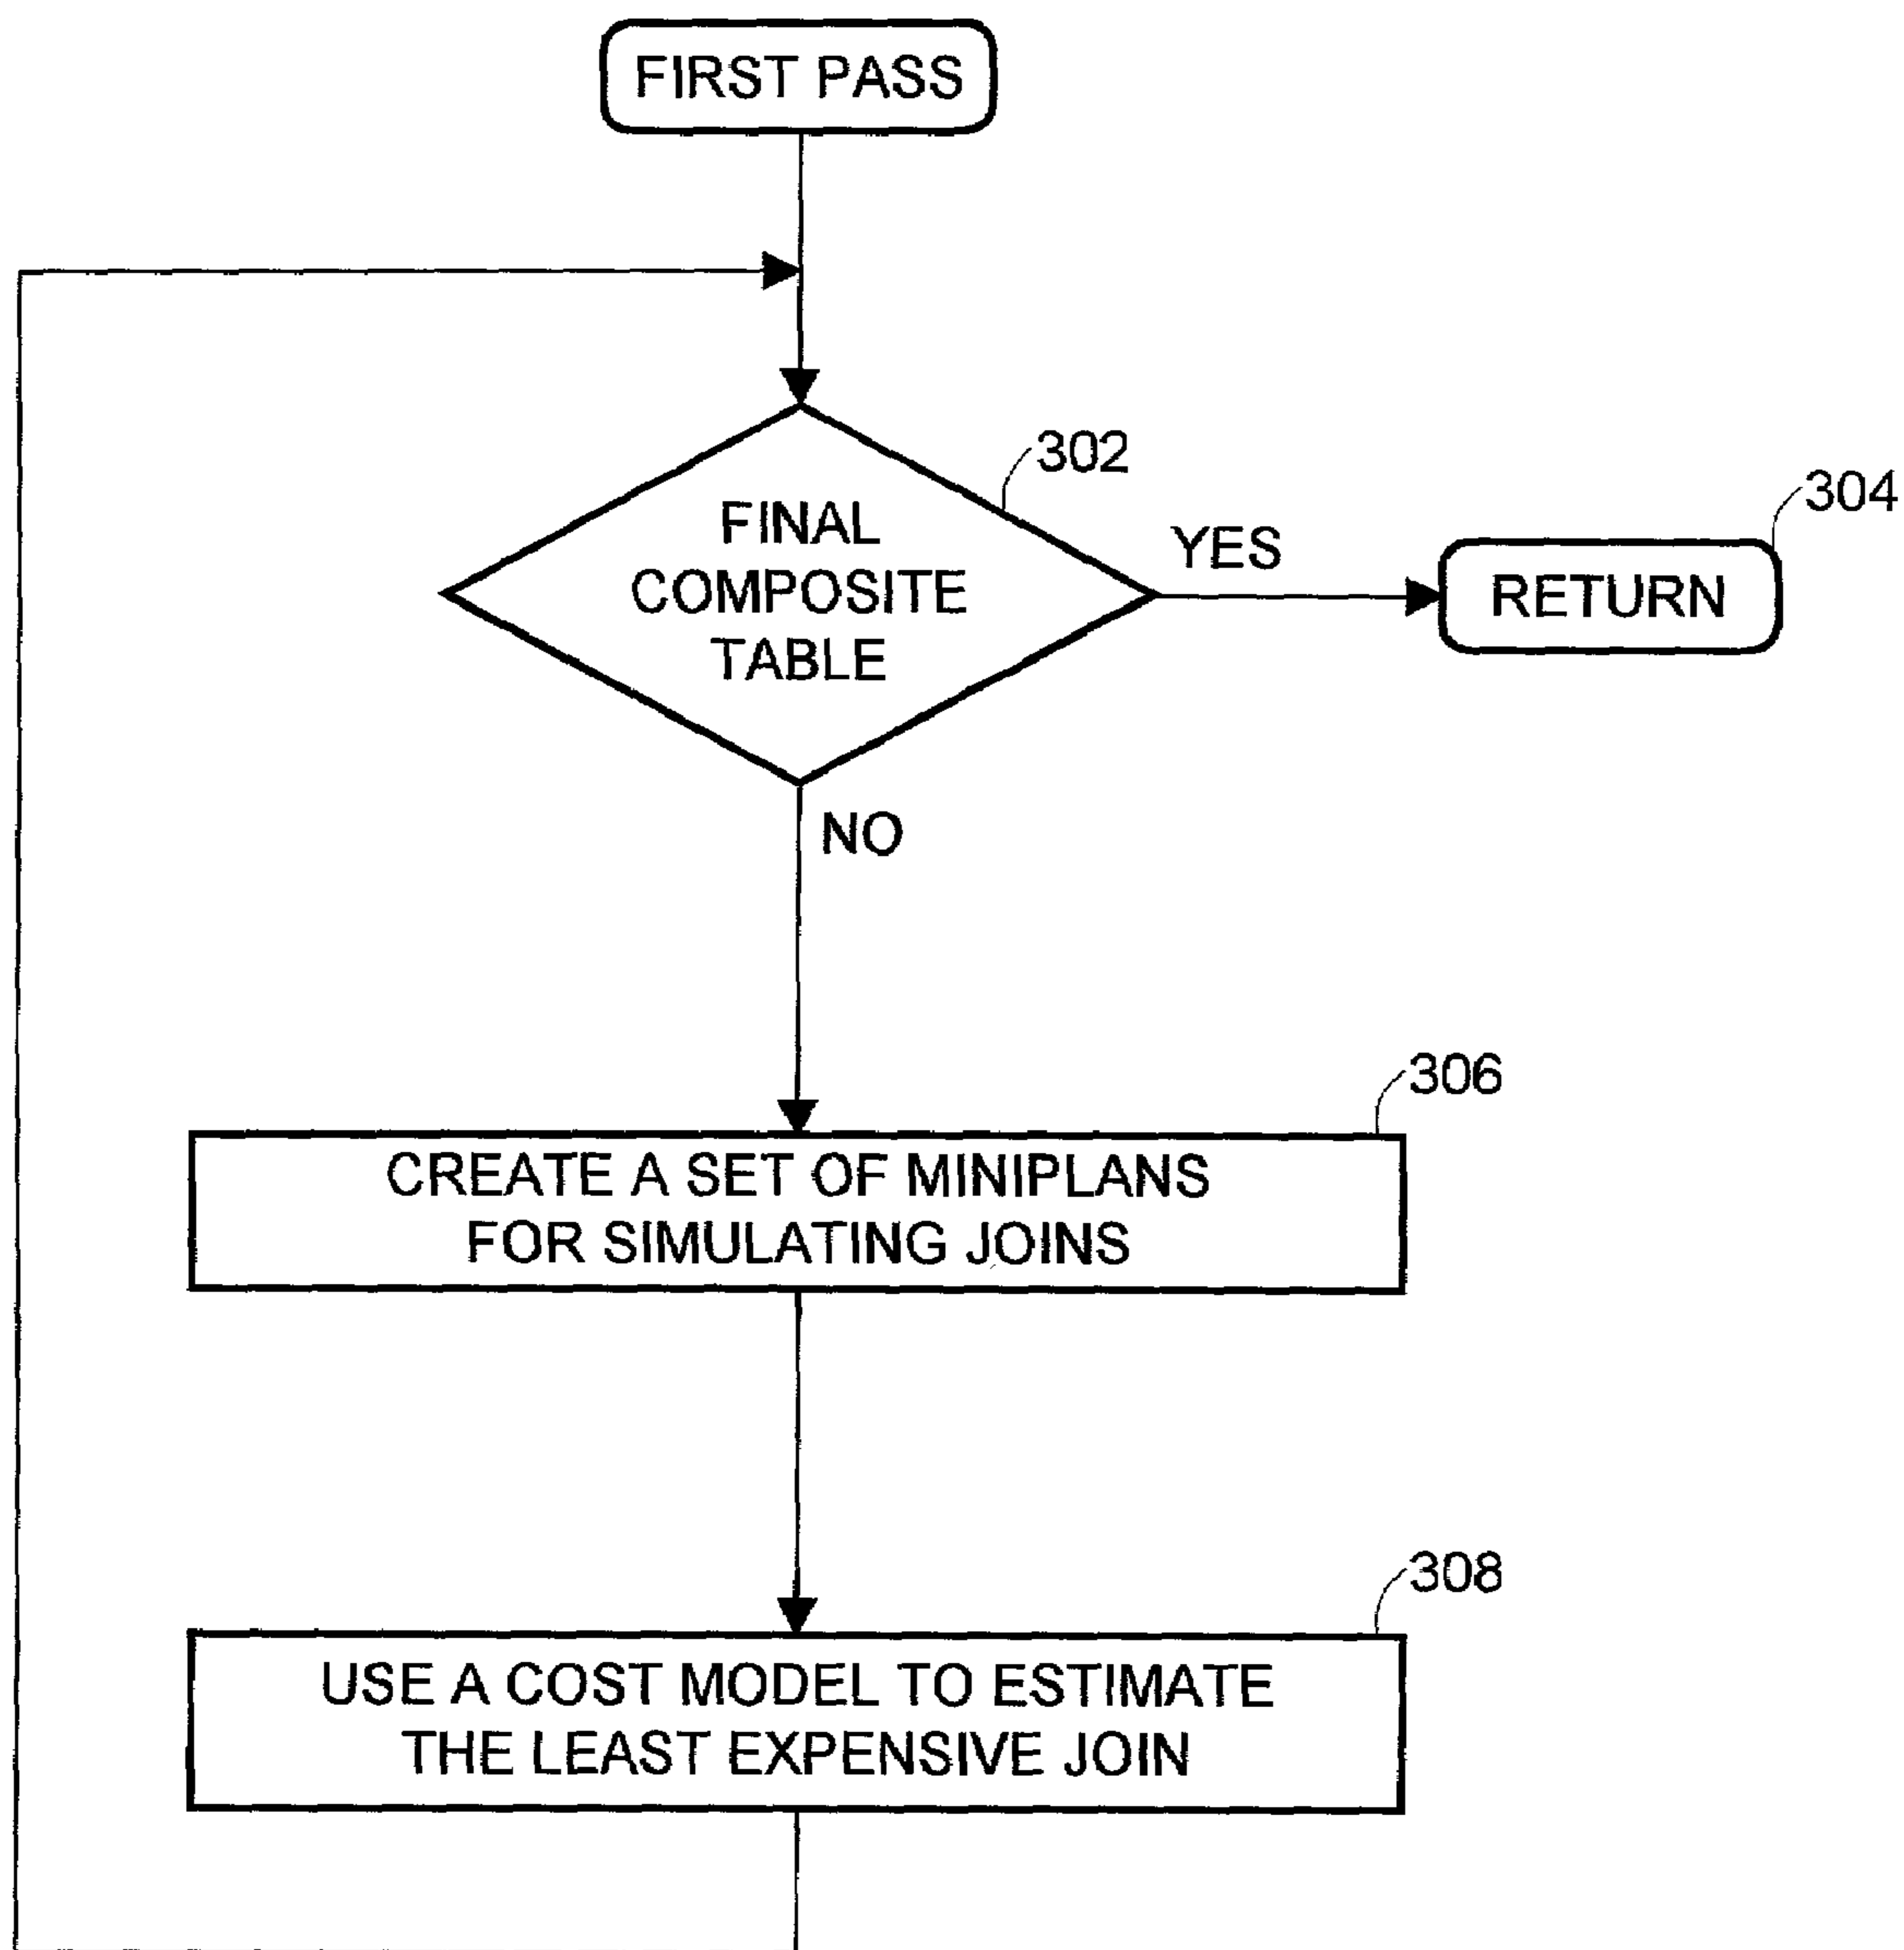 FIRST PASS
302
304
FINAL
COMPOSITE
TABLE
YES
RETURN
NO
306
CREATE A SET OF MINIPLANS
FOR SIMULATING JOINS
308
USE A COST MODEL TO ESTIMATE
THE LEAST EXPENSIVE JOIN